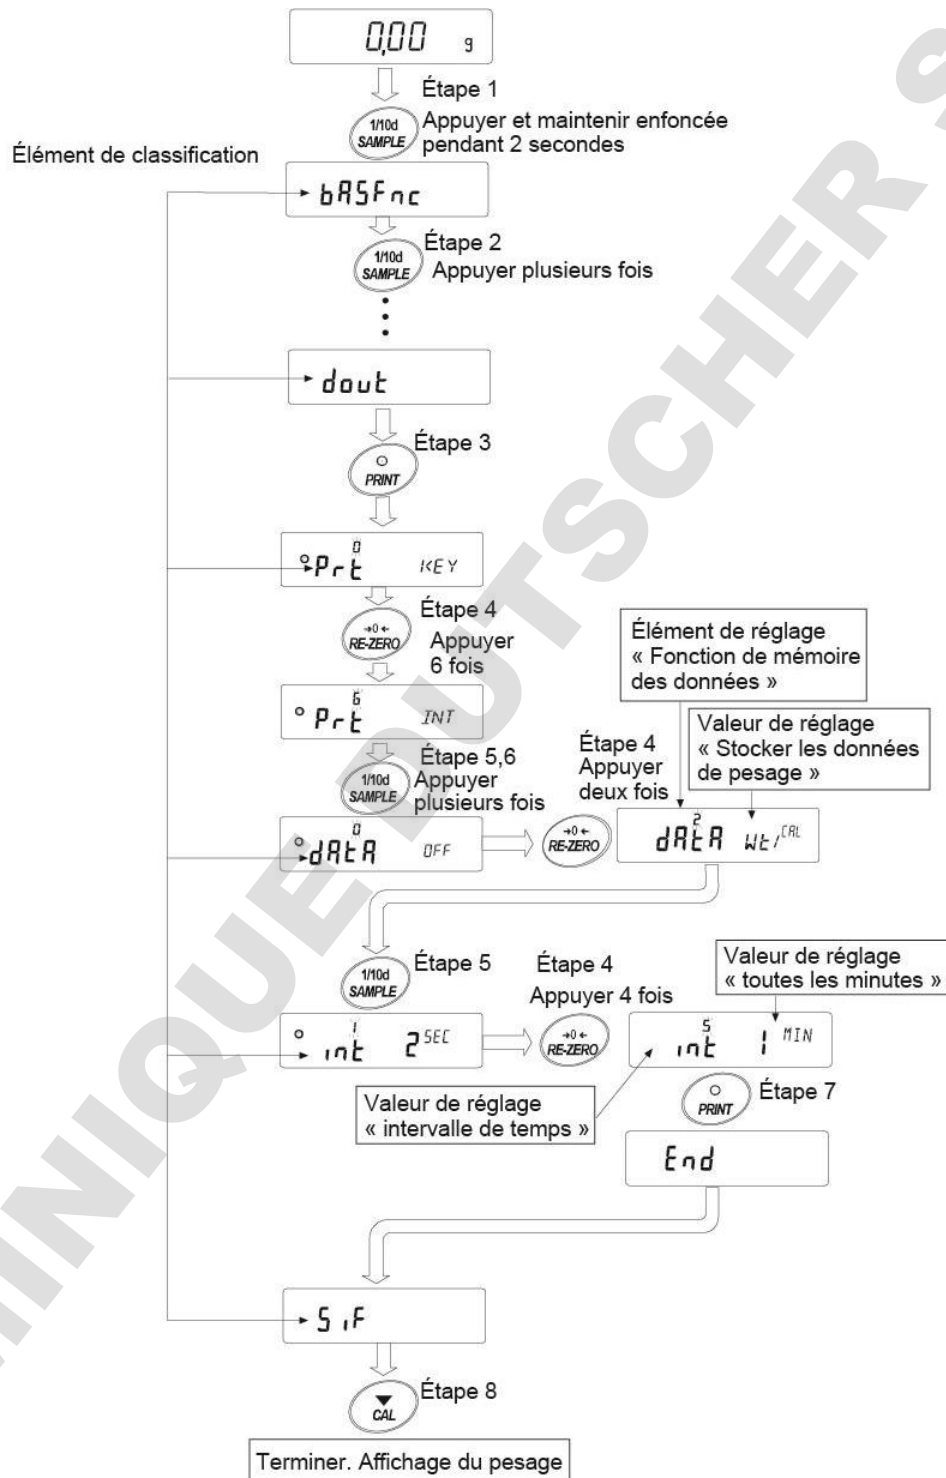 0,00 g
Étape 1
1/10d
SAMPLE
Appuyer et maintenir enfoncée
pendant 2 secondes
Élément de classification
bASFnc
Étape 2
1/10d
SAMPLE
Appuyer plusieurs fois
dout
Étape 3
PRINT
0
Prt KEY
Étape 4
→0←
RE-ZERO
Appuyer
6 fois
6
Prt INT
Étape 5,6
1/10d
SAMPLE
Appuyer
plusieurs fois
0
dAtA OFF
Étape 4
Appuyer
deux fois
→0←
RE-ZERO
Élément de réglage
« Fonction de mémoire
des données »
Valeur de réglage
« Stocker les données
de pesage »
2
dAtA Wt/CAL
1/10d
SAMPLE
Étape 5
1
int 2 SEC
Étape 4
Appuyer 4 fois
→0←
RE-ZERO
Valeur de réglage
« toutes les minutes »
5
int 1 MIN
Valeur de réglage
« intervalle de temps »
PRINT
Étape 7
End
SiF
Étape 8
CAL
Terminer. Affichage du pesage
HNIQUE DUTSCHER S